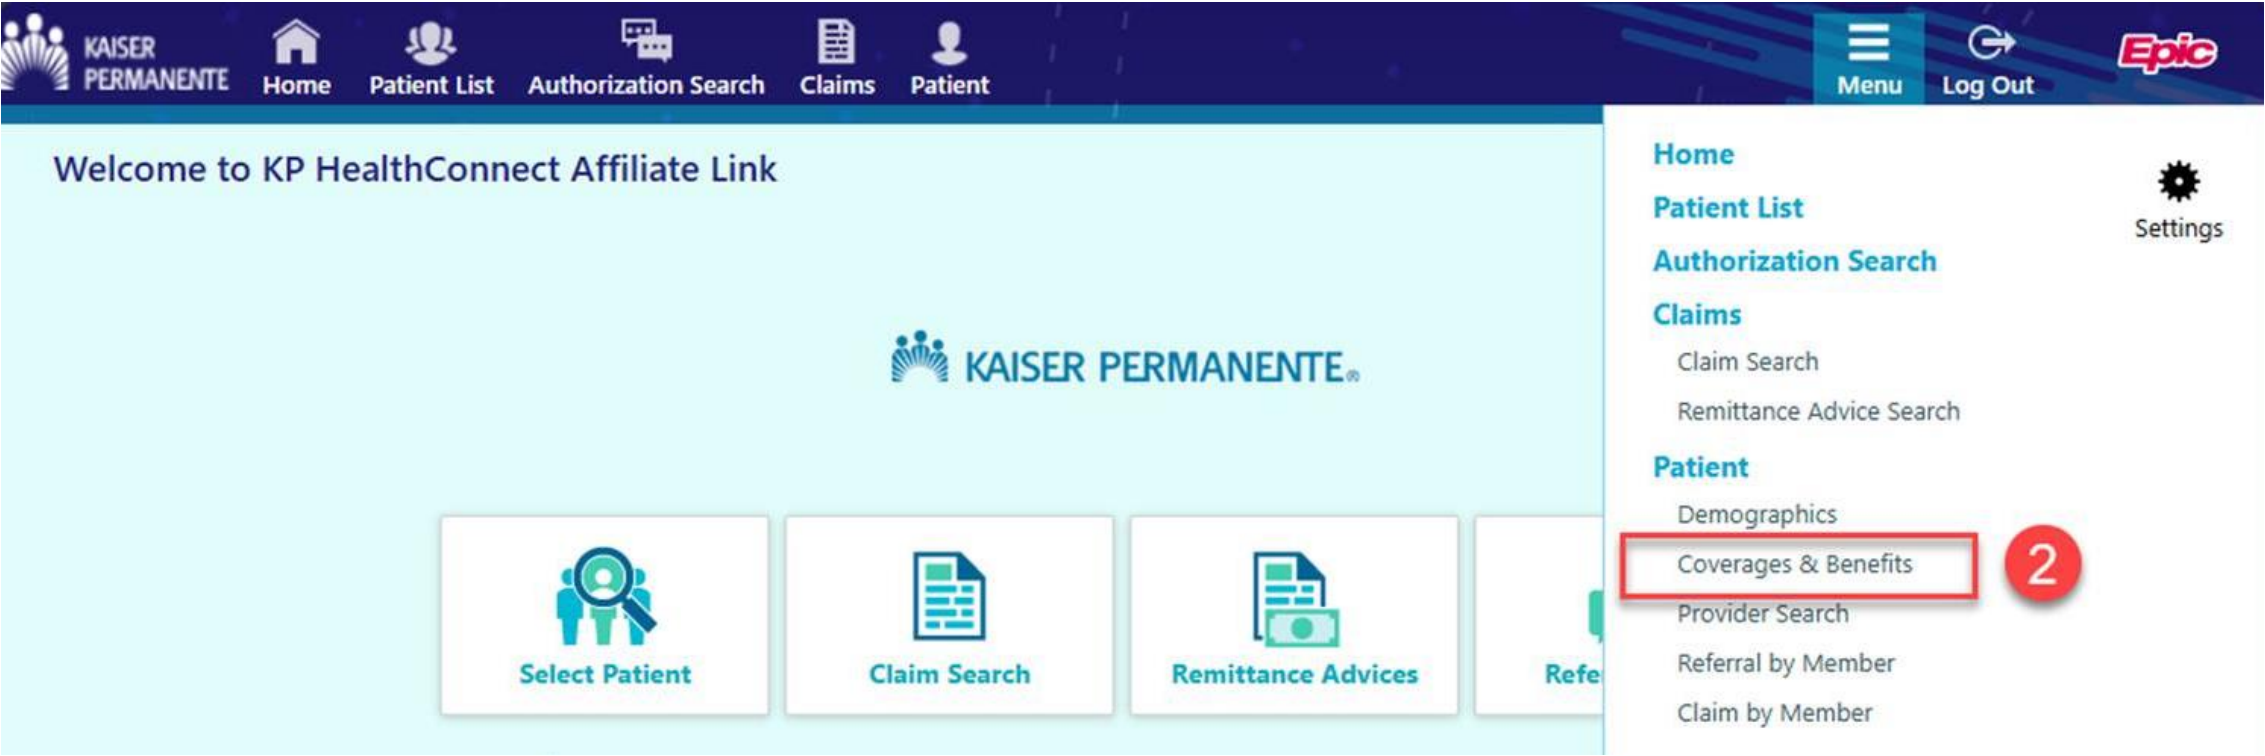 KAISER
PERMANENTE
Home
Patient List
Authorization Search
Claims
Patient
Menu
Log Out
Epic
Welcome to KP HealthConnect Affiliate Link
KAISER PERMANENTE®
Select Patient
Claim Search
Remittance Advices
Refe
Home
Patient List
Authorization Search
Claims
Claim Search
Remittance Advice Search
Patient
Demographics
Coverages & Benefits
2
Provider Search
Referral by Member
Claim by Member
Settings